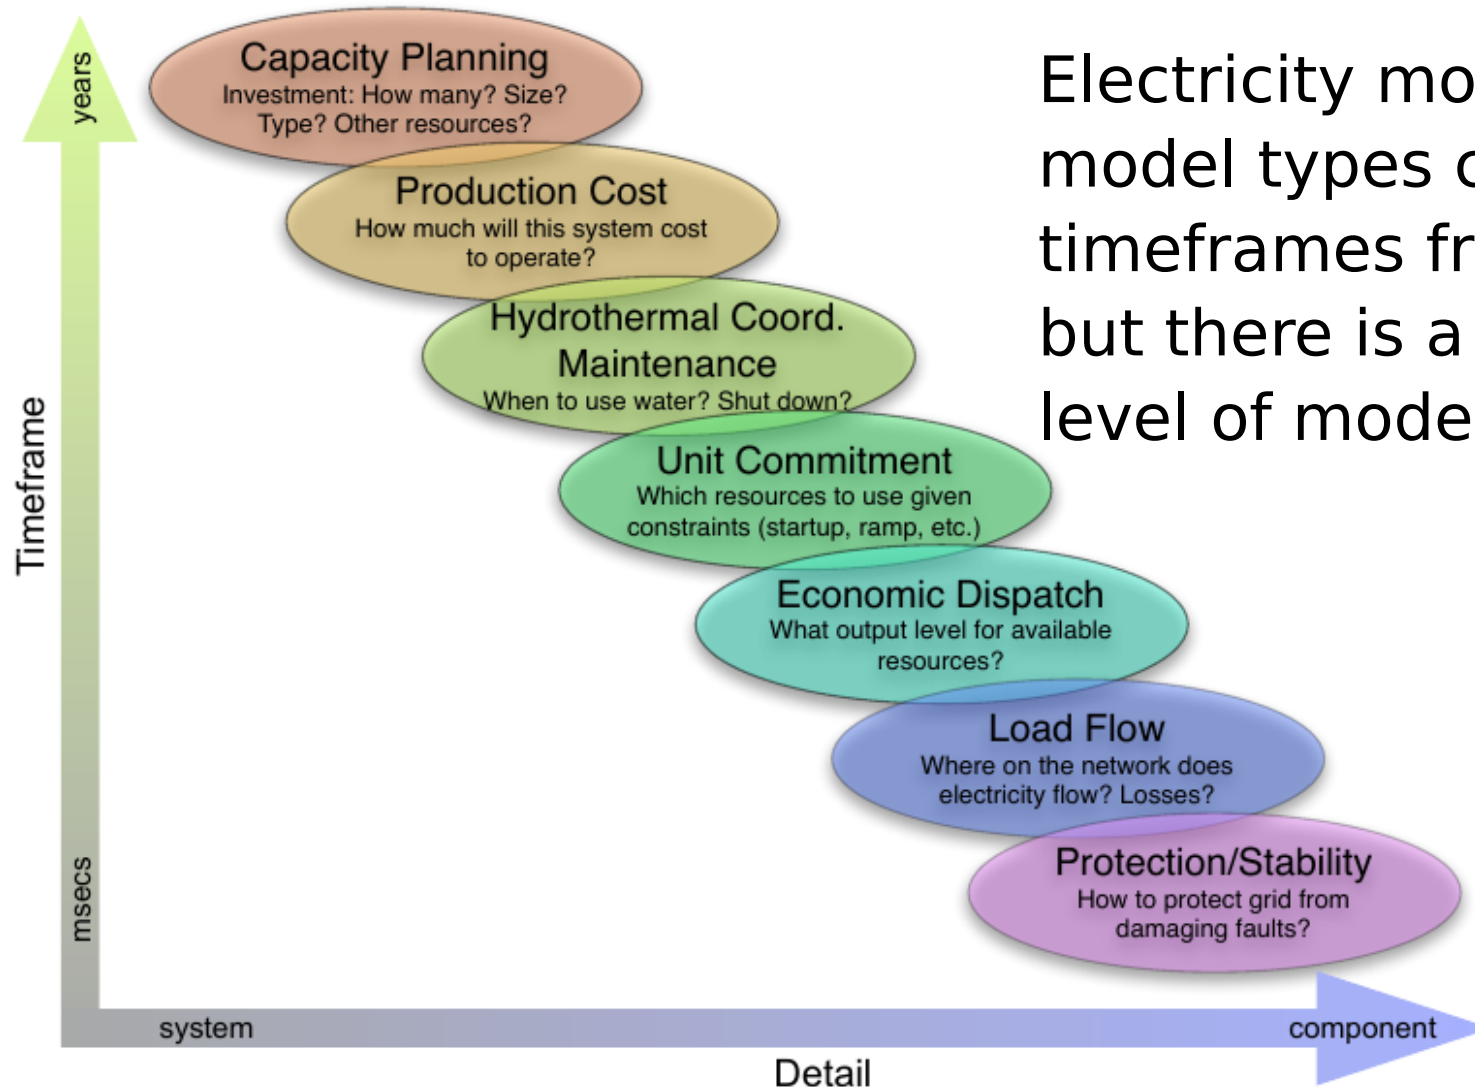 years
Capacity Planning
Investment: How many? Size?
Type? Other resources?
Production Cost
How much will this system cost
to operate?
Hydrothermal Coord.
Maintenance
When to use water? Shut down?
Unit Commitment
Which resources to use given
constraints (startup, ramp, etc.)
Economic Dispatch
What output level for available
resources?
Load Flow
Where on the network does
electricity flow? Losses?
Protection/Stability
How to protect grid from
damaging faults?
Electricity mo
model types
timeframes fr
but there is a
level of mode
Timeframe
msecs
system
component
Detail